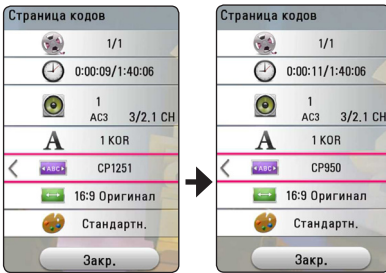 Страница кодов
1/1
0:00:09/1:40:06
1
AC3 3/2.1 CH
A 1 KOR
ABC CP1251
16:9 Оригинал
Стандартн.
Закр.
Страница кодов
1/1
0:00:11/1:40:06
1
AC3 3/2.1 CH
A 1 KOR
ABC CP950
16:9 Оригинал
Стандартн.
Закр.